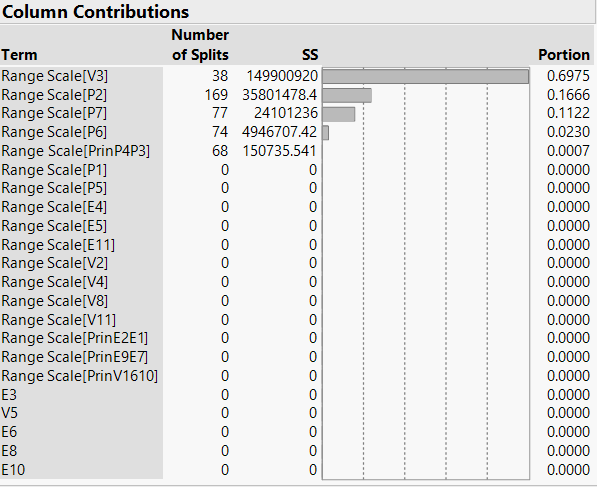 Column Contributions
Number
Term of Splits SS Portion
Range Scale[V3] 38 149900920 0.6975
Range Scale[P2] 169 35801478.4 0.1666
Range Scale[P7] 77 24101236 0.1122
Range Scale[P6] 74 4946707.42 0.0230
Range Scale[PrinP4P3] 68 150735.541 0.0007
Range Scale[P1] 0 0 0.0000
Range Scale[P5] 0 0 0.0000
Range Scale[E4] 0 0 0.0000
Range Scale[E5] 0 0 0.0000
Range Scale[E11] 0 0 0.0000
Range Scale[V2] 0 0 0.0000
Range Scale[V4] 0 0 0.0000
Range Scale[V8] 0 0 0.0000
Range Scale[V11] 0 0 0.0000
Range Scale[PrinE2E1] 0 0 0.0000
Range Scale[PrinE9E7] 0 0 0.0000
Range Scale[PrinV1610] 0 0 0.0000
E3 0 0 0.0000
V5 0 0 0.0000
E6 0 0 0.0000
E8 0 0 0.0000
E10 0 0 0.0000